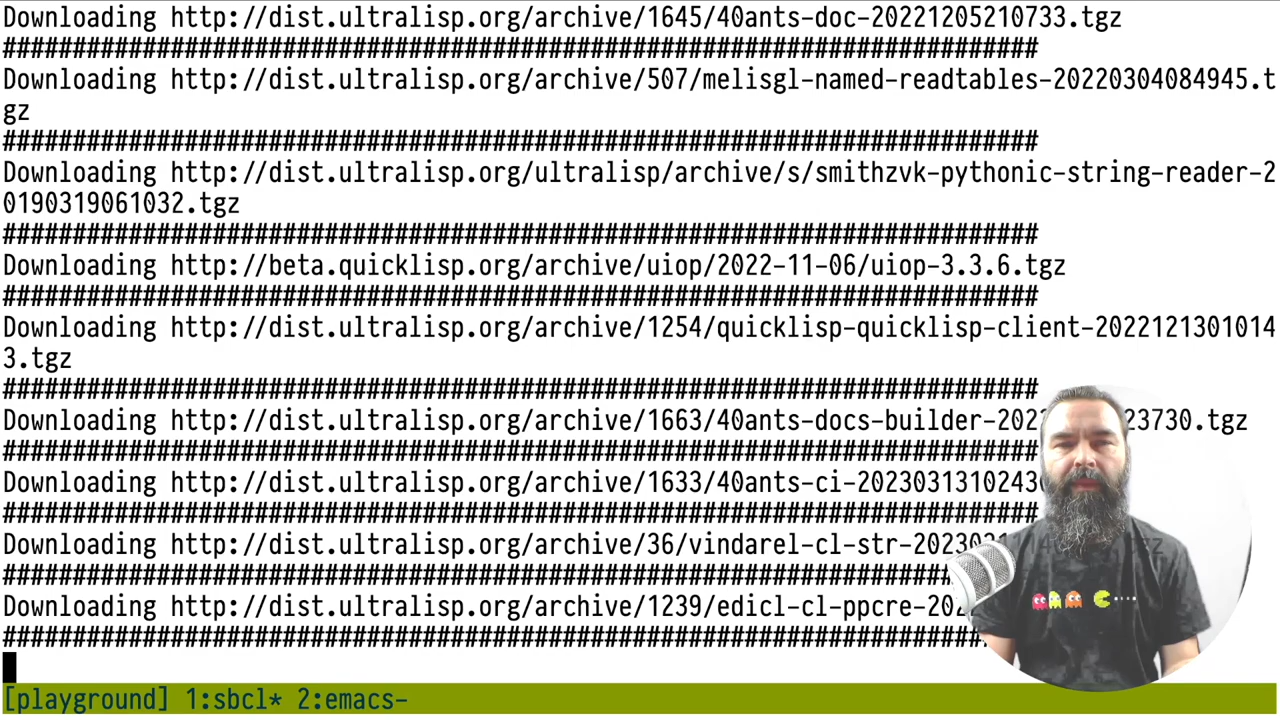 Downloading http://dist.ultralisp.org/archive/1645/40ants-doc-20221205210733.tgz
##########################################################################
Downloading http://dist.ultralisp.org/archive/507/melisgl-named-readtables-20220304084945.t
gz
##########################################################################
Downloading http://dist.ultralisp.org/ultralisp/archive/s/smithzvk-pythonic-string-reader-2
0190319061032.tgz
##########################################################################
Downloading http://beta.quicklisp.org/archive/uiop/2022-11-06/uiop-3.3.6.tgz
##########################################################################
Downloading http://dist.ultralisp.org/archive/1254/quicklisp-quicklisp-client-2022121301014
3.tgz
##########################################################################
Downloading http://dist.ultralisp.org/archive/1663/40ants-docs-builder-202 23730.tgz
##########################################################################
Downloading http://dist.ultralisp.org/archive/1633/40ants-ci-2023031310243
##########################################################################
Downloading http://dist.ultralisp.org/archive/36/vindarel-cl-str-202303
####################################################################
Downloading http://dist.ultralisp.org/archive/1239/edicl-cl-ppcre-202
######################################################################
[playground] 1:sbcl* 2:emacs-